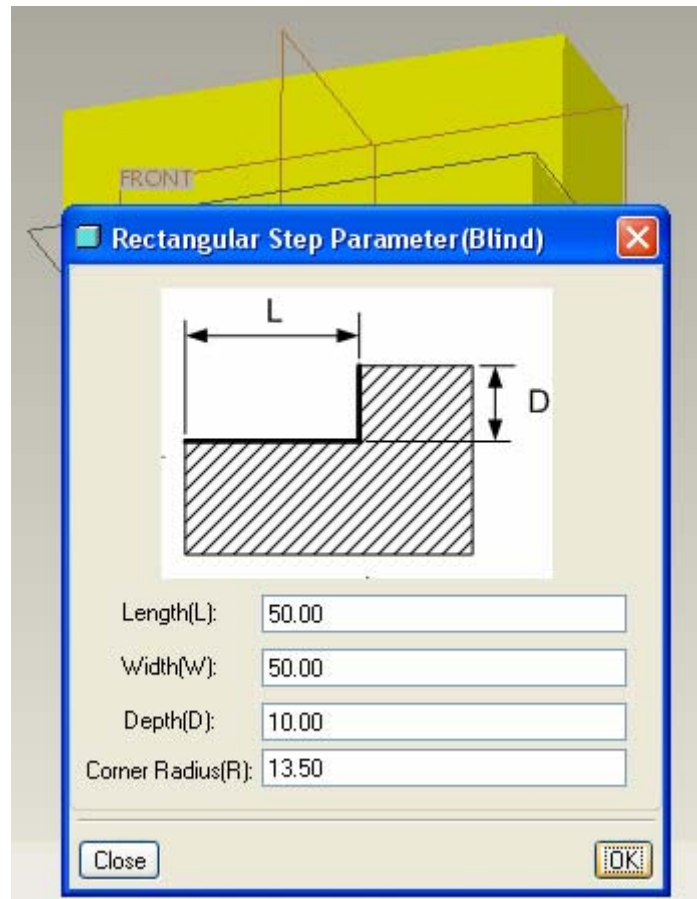 FRONT
Rectangular Step Parameter(Blind)
L
D
Length(L): 50.00
Width(W): 50.00
Depth(D): 10.00
Corner Radius(R): 13.50
Close OK